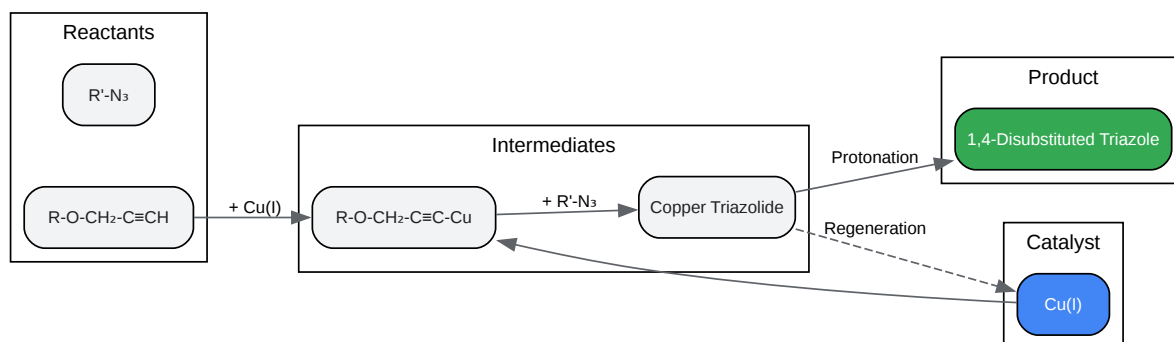 Reactants
R'-N₃
R-O-CH₂-C≡CH
+ Cu(I)
Intermediates
R-O-CH₂-C≡C-Cu
+ R'-N₃
Copper Triazolide
Protonation
Regeneration
Product
1,4-Disubstituted Triazole
Catalyst
Cu(I)